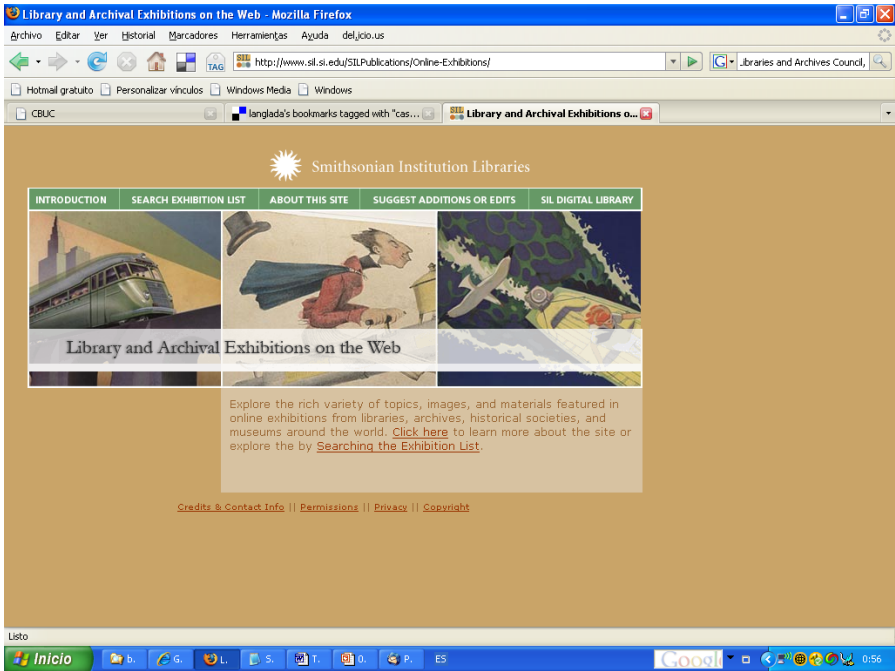 Library and Archival Exhibitions on the Web - Mozilla Firefox
Archivo Editar Ver Historial Marcadores Herramientas Ayuda del.icio.us
TAG SIL http://www.sil.si.edu/SILPublications/Online-Exhibitions/ G .ibraries and Archives Council,
Hotmail gratuito Personalizar vínculos Windows Media Windows
CBUC langlada's bookmarks tagged with "cas... SIL Library and Archival Exhibitions o...
Smithsonian Institution Libraries
INTRODUCTION SEARCH EXHIBITION LIST ABOUT THIS SITE SUGGEST ADDITIONS OR EDITS SIL DIGITAL LIBRARY
Library and Archival Exhibitions on the Web
Explore the rich variety of topics, images, and materials featured in
online exhibitions from libraries, archives, historical societies, and
museums around the world. Click here to learn more about the site or
explore the by Searching the Exhibition List.
Credits & Contact Info || Permissions || Privacy || Copyright
Listo
Inicio b. G. L. S. T. O. P. ES Google 0:56